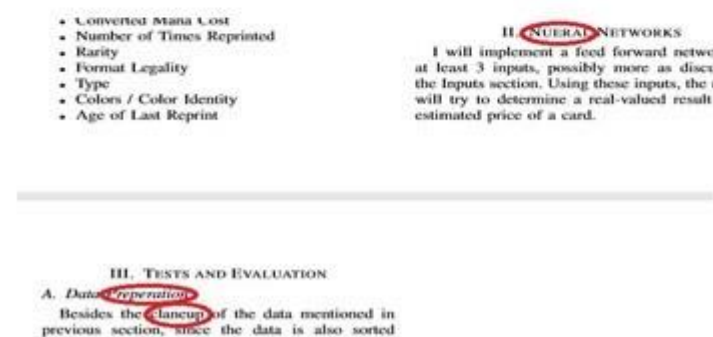 • Converted Mana Cost
• Number of Times Reprinted
• Rarity
• Format Legality
• Type
• Colors / Color Identity
• Age of Last Reprint
II. NUERAL NETWORKS
I will implement a feed forward netwo
at least 3 inputs, possibly more as discu
the Inputs section. Using these inputs, the
will try to determine a real-valued result
estimated price of a card.
III. TESTS AND EVALUATION
A. Data Preperation
Besides the claneup of the data mentioned in
previous section, since the data is also sorted